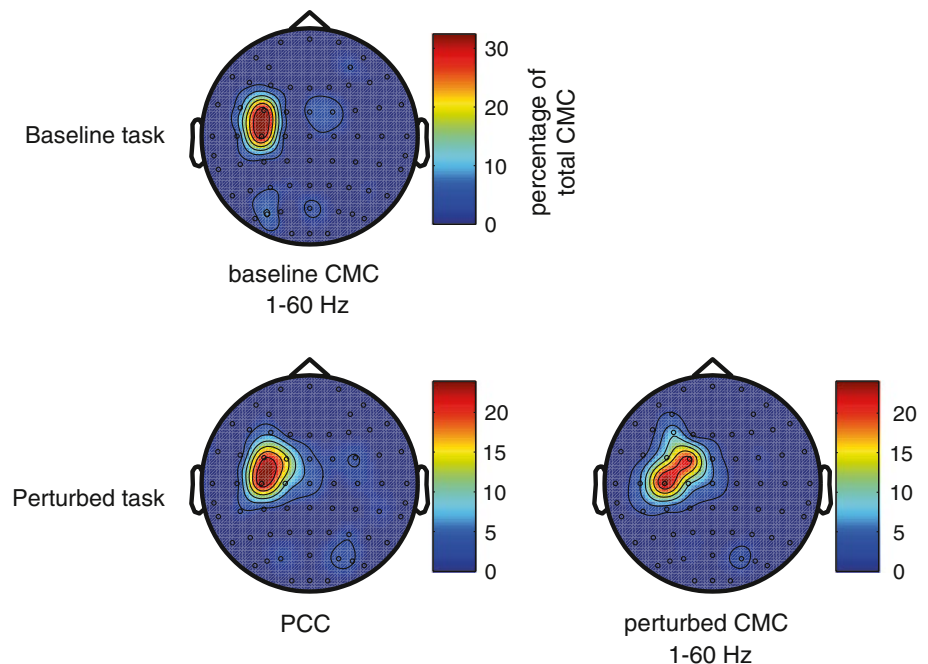 Baseline task
30
20
10
0
percentage of
total CMC
baseline CMC
1-60 Hz
Perturbed task
20
15
10
5
0
PCC
20
15
10
5
0
perturbed CMC
1-60 Hz